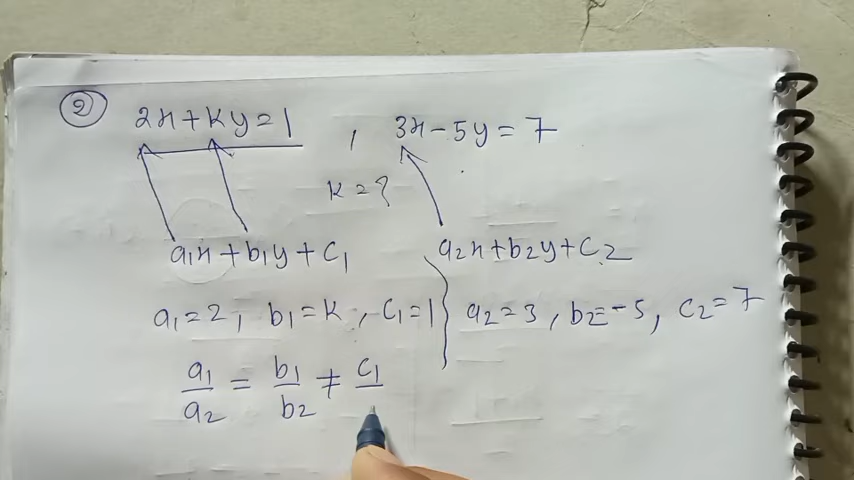 ② 2x+ky=1 , 3x-5y=7
k=?
a₁x+b₁y+c₁ a₂x+b₂y+c₂
a₁=2, b₁=k, c₁=1 a₂=3, b₂=-5, c₂=7
a₁/a₂ = b₁/b₂ ≠ c₁/